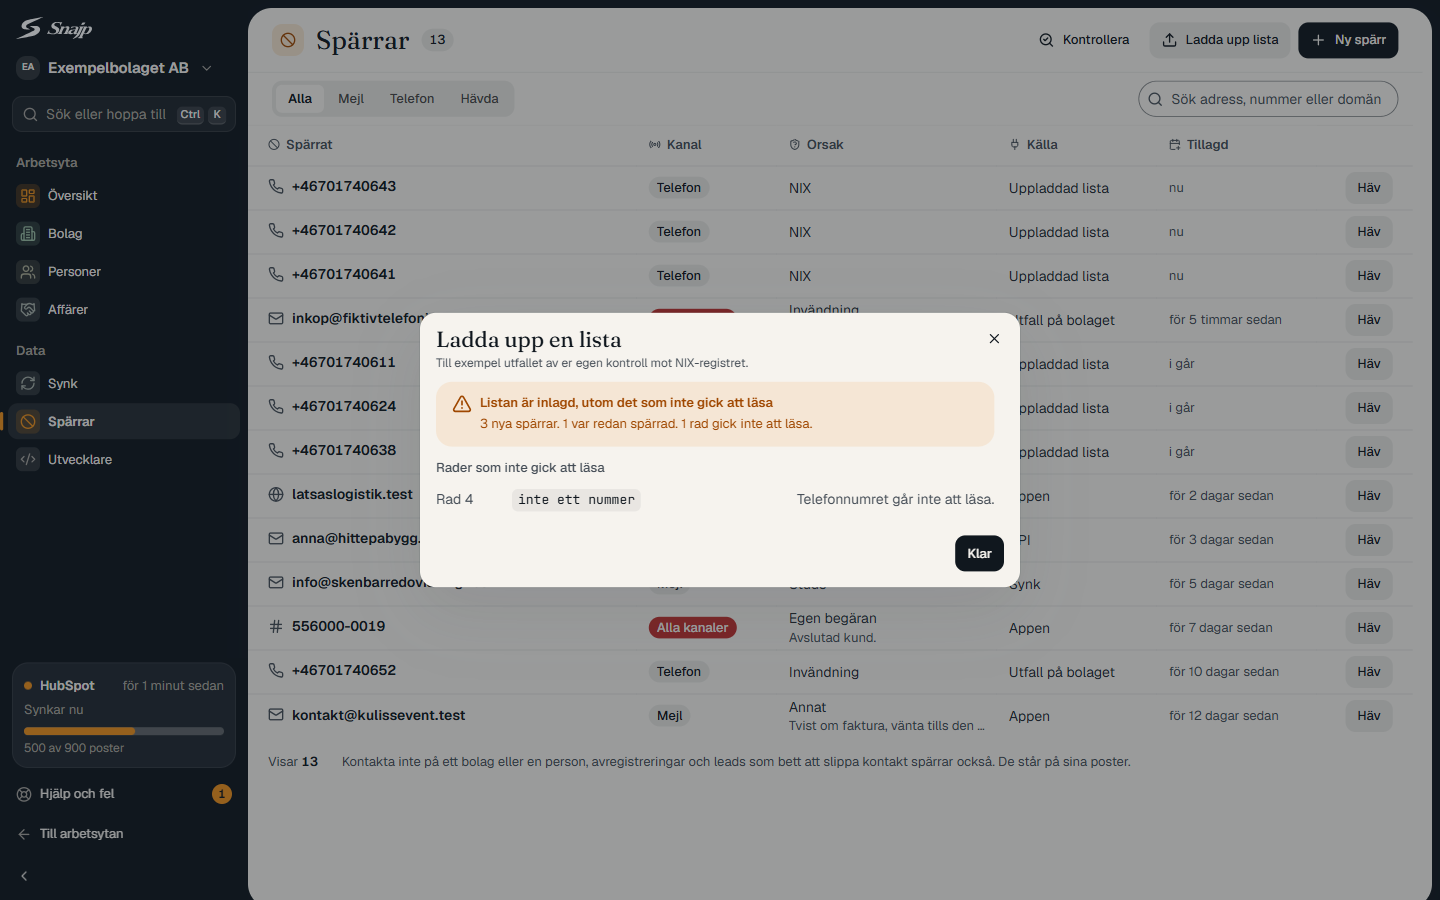 Snajp
EA Exempelbolaget AB
Sök eller hoppa till Ctrl K
Arbetsyta
Översikt
Bolag
Personer
Affärer
Data
Synk
Spärrar
Utvecklare
HubSpot för 1 minut sedan
Synkar nu
500 av 900 poster
Hjälp och fel 1
Till arbetsytan
Spärrar 13
Kontrollera
Ladda upp lista
Ny spärr
Alla Mejl Telefon Hävda
Sök adress, nummer eller domän
Spärrat Kanal Orsak Källa Tillagd
+46701740643 Telefon NIX Uppladdad lista nu Häv
+46701740642 Telefon NIX Uppladdad lista nu Häv
+46701740641 Telefon NIX Uppladdad lista nu Häv
Invändning
för 5 timmar sedan Häv
+46701740611 i går Häv
+46701740624 i går Häv
+46701740638 i går Häv
latsaslogistik.test för 2 dagar sedan Häv
för 3 dagar sedan Häv
för 5 dagar sedan Häv
556000-0019 Alla kanaler Egen begäran Appen för 7 dagar sedan Häv
Avslutad kund.
+46701740652 Telefon Invändning Utfall på bolaget för 10 dagar sedan Häv
kontakt@kulissevent.test Mejl Annat Appen för 12 dagar sedan Häv
Tvist om faktura, vänta tills den ...
Visar 13 Kontakta inte på ett bolag eller en person, avregistreringar och leads som bett att slippa kontakt spärrar också. De står på sina poster.
Ladda upp en lista
Till exempel utfallet av er egen kontroll mot NIX-registret.
Listan är inlagd, utom det som inte gick att läsa
3 nya spärrar. 1 var redan spärrad. 1 rad gick inte att läsa.
Rader som inte gick att läsa
Rad 4 inte ett nummer Telefonnumret går inte att läsa.
Klar